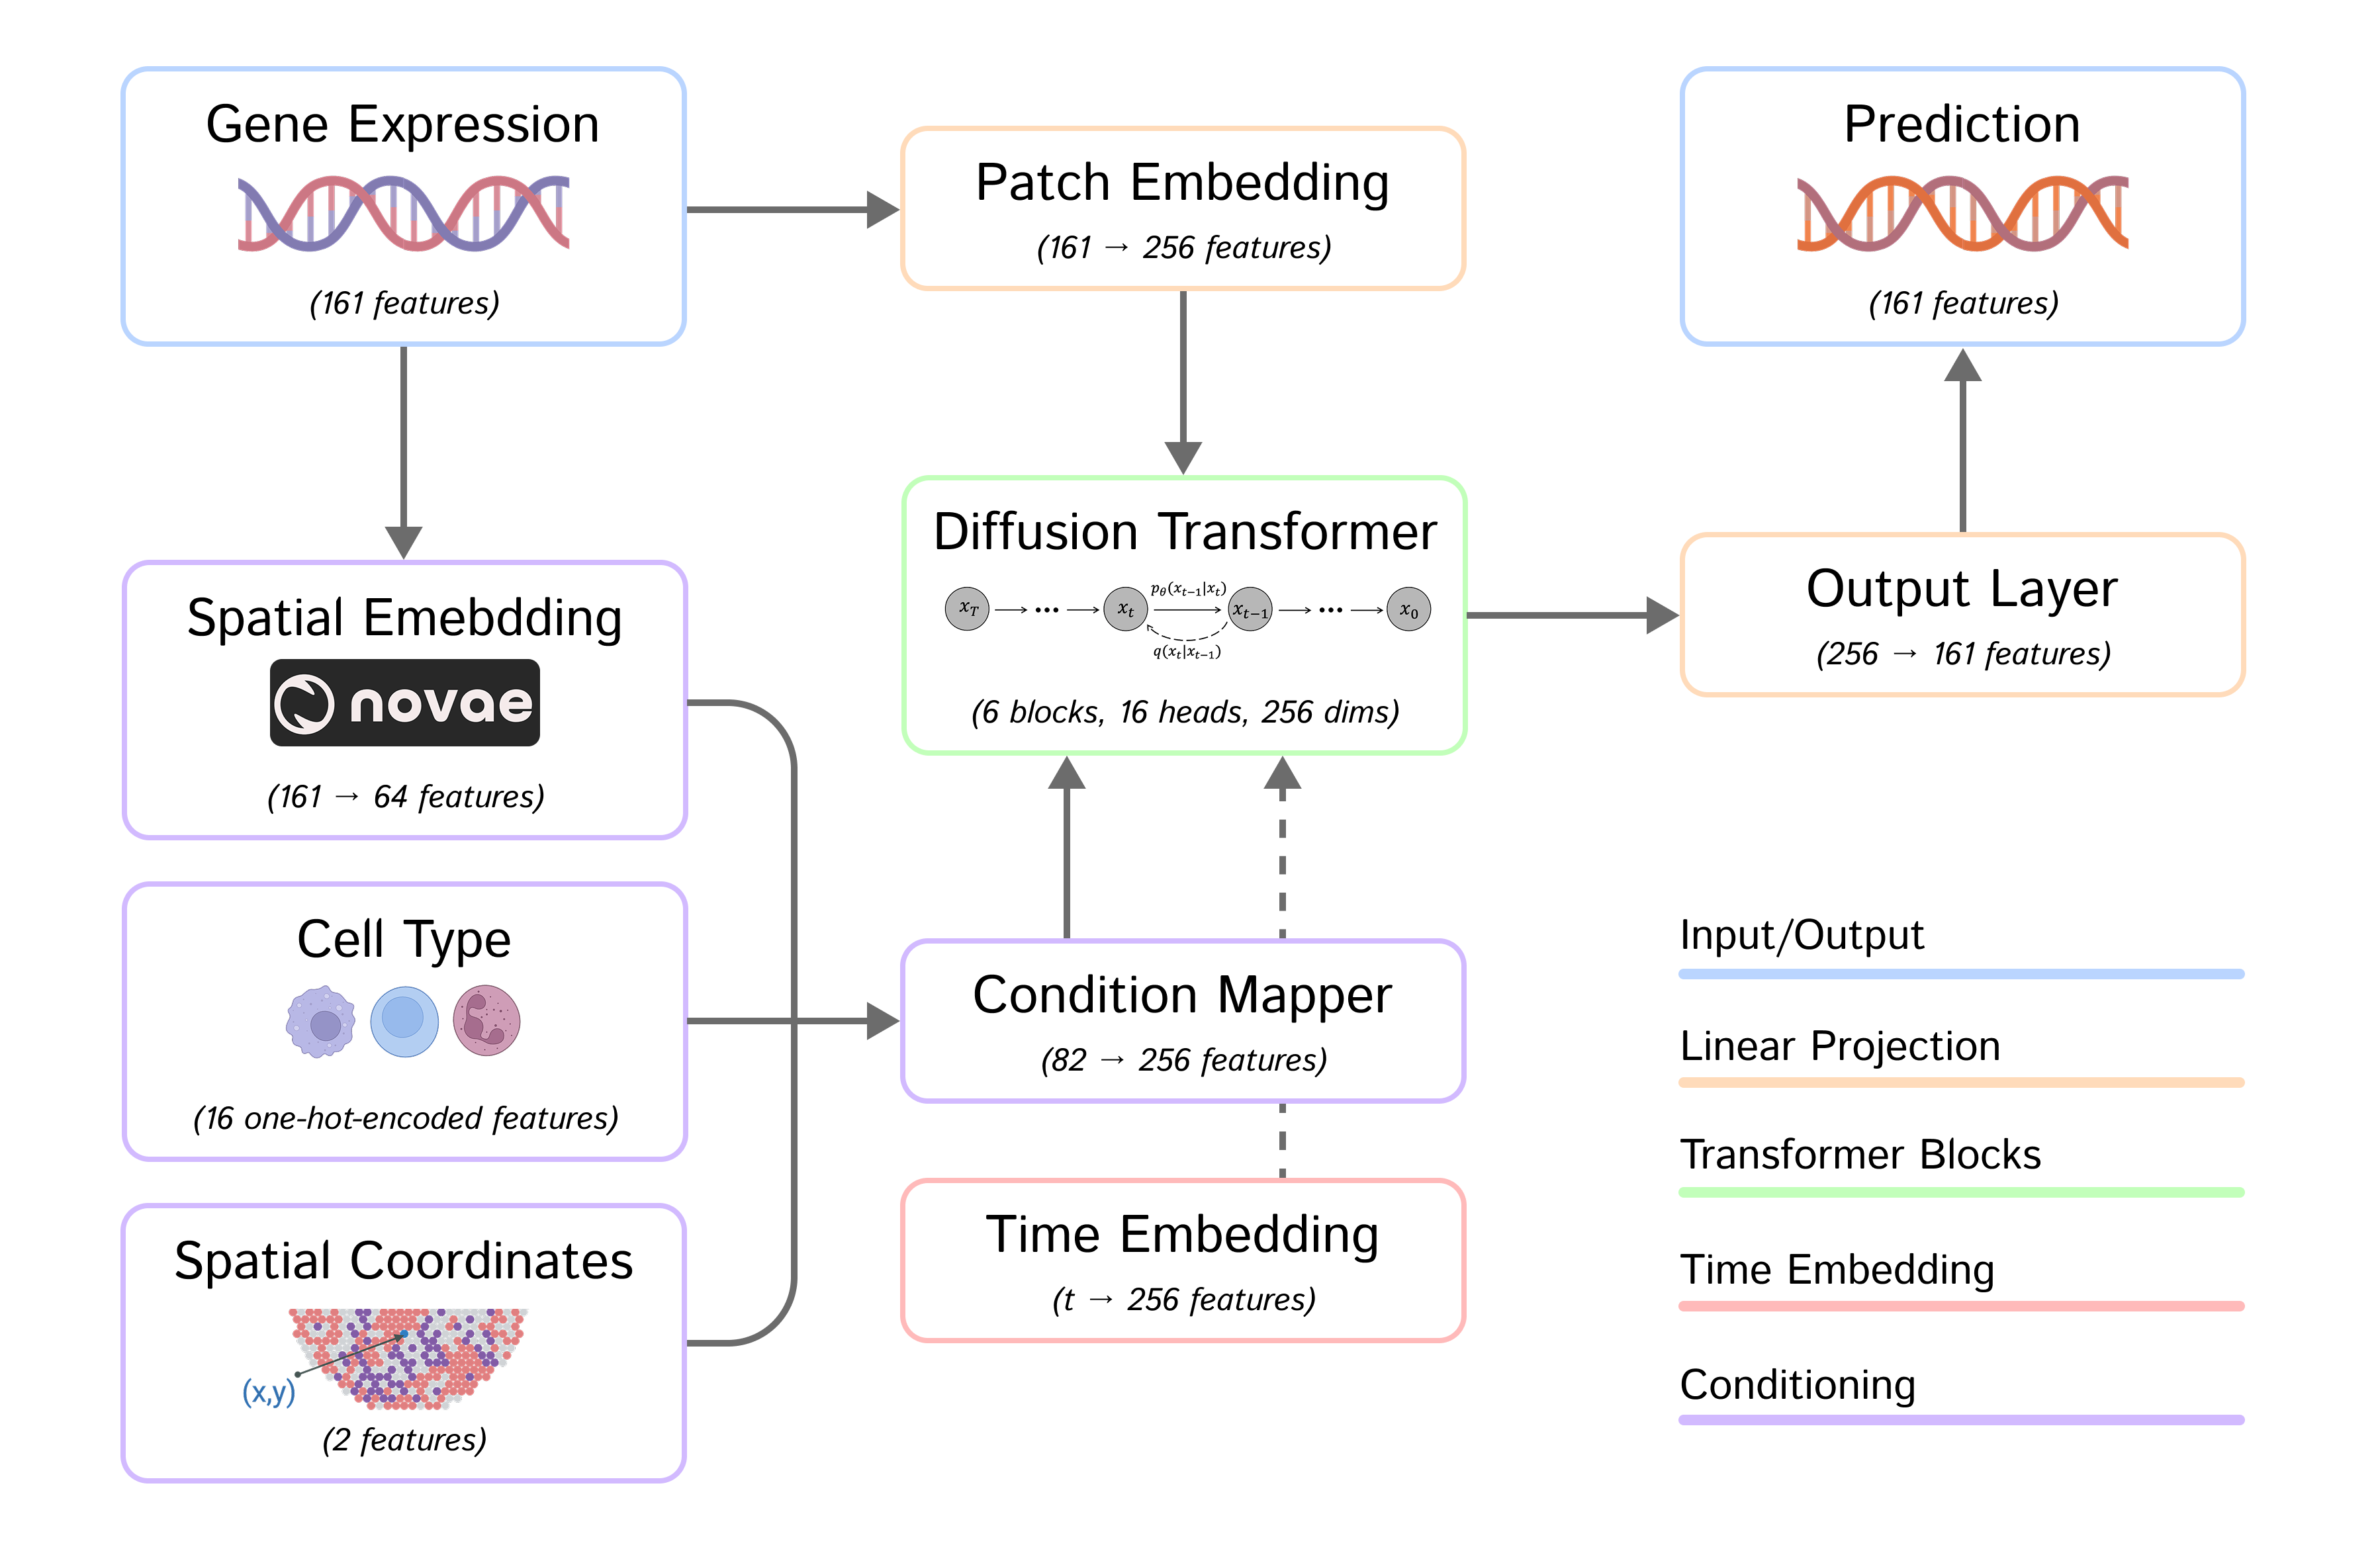 Gene Expression
(161 features)
Patch Embedding
(161 → 256 features)
Prediction
(161 features)
Spatial Emebdding
novae
(161 → 64 features)
Diffusion Transformer
p_θ(x_{t−1}|x_t)
x_T → ••• → x_t → x_{t−1} → ••• → x_0
q(x_t|x_{t−1})
(6 blocks, 16 heads, 256 dims)
Output Layer
(256 → 161 features)
Cell Type
(16 one-hot-encoded features)
Condition Mapper
(82 → 256 features)
Spatial Coordinates
(x,y)
(2 features)
Time Embedding
(t → 256 features)
Input/Output
Linear Projection
Transformer Blocks
Time Embedding
Conditioning